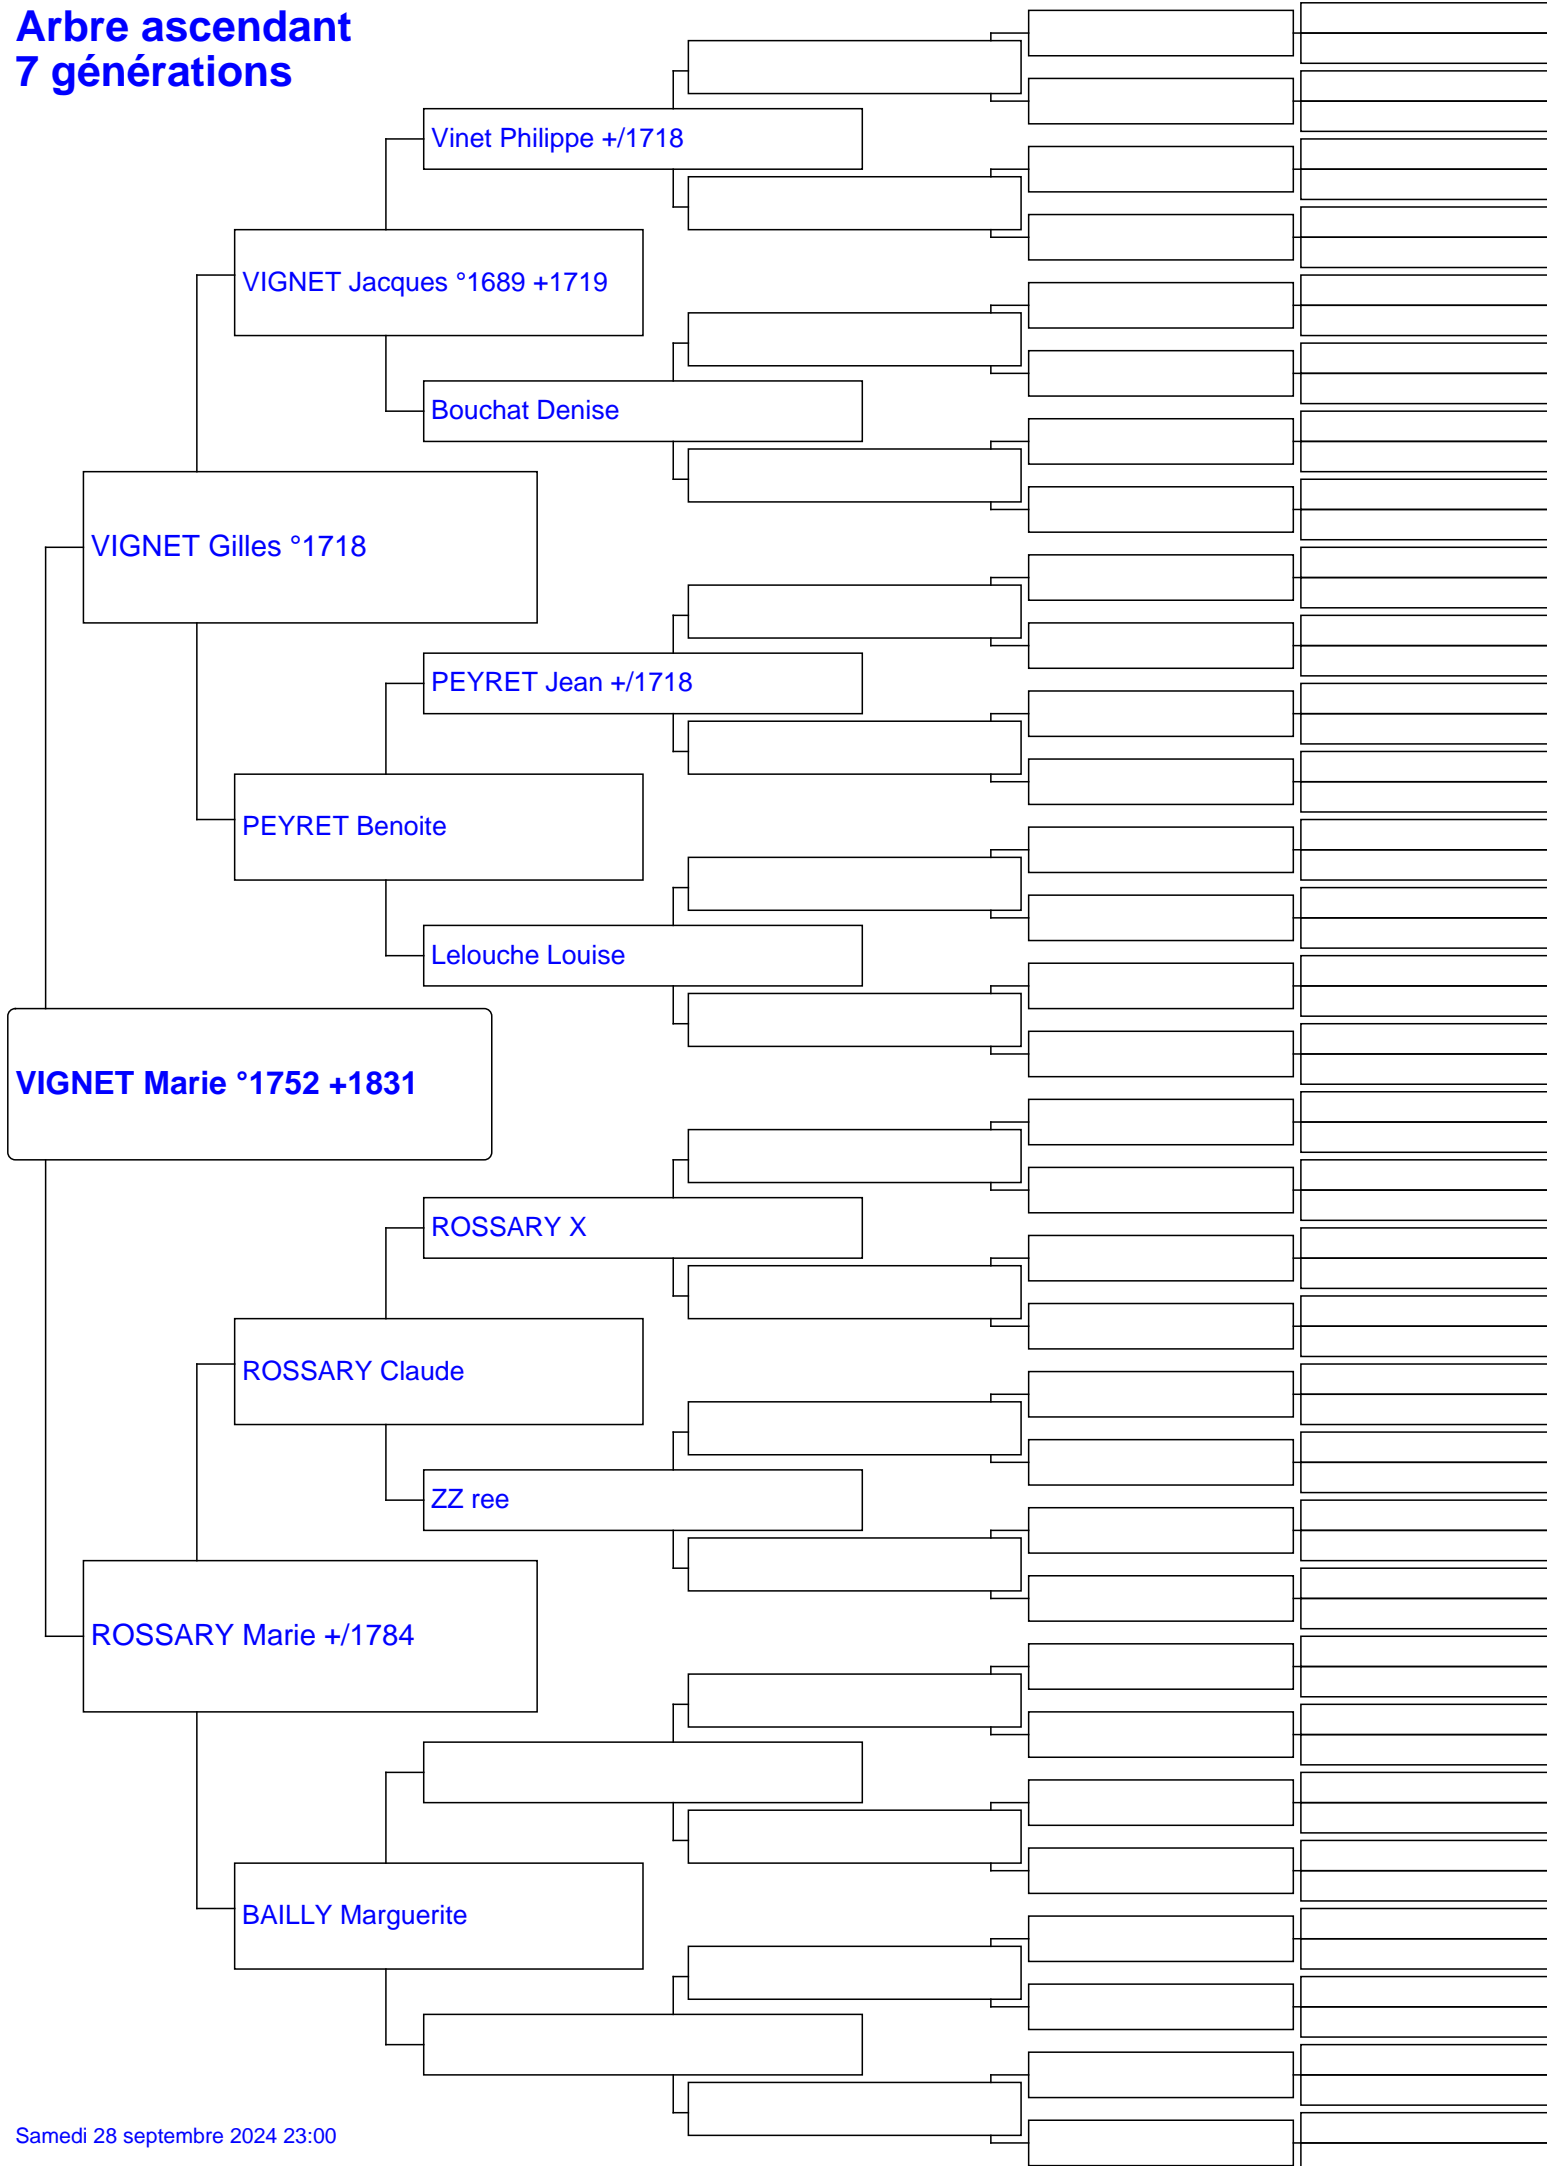 Arbre ascendant
7 générations
Vinet Philippe +/1718
VIGNET Jacques °1689 +1719
Bouchat Denise
VIGNET Gilles °1718
PEYRET Jean +/1718
PEYRET Benoite
Lelouche Louise
VIGNET Marie °1752 +1831
ROSSARY X
ROSSARY Claude
ZZ ree
ROSSARY Marie +/1784
BAILLY Marguerite
Samedi 28 septembre 2024 23:00